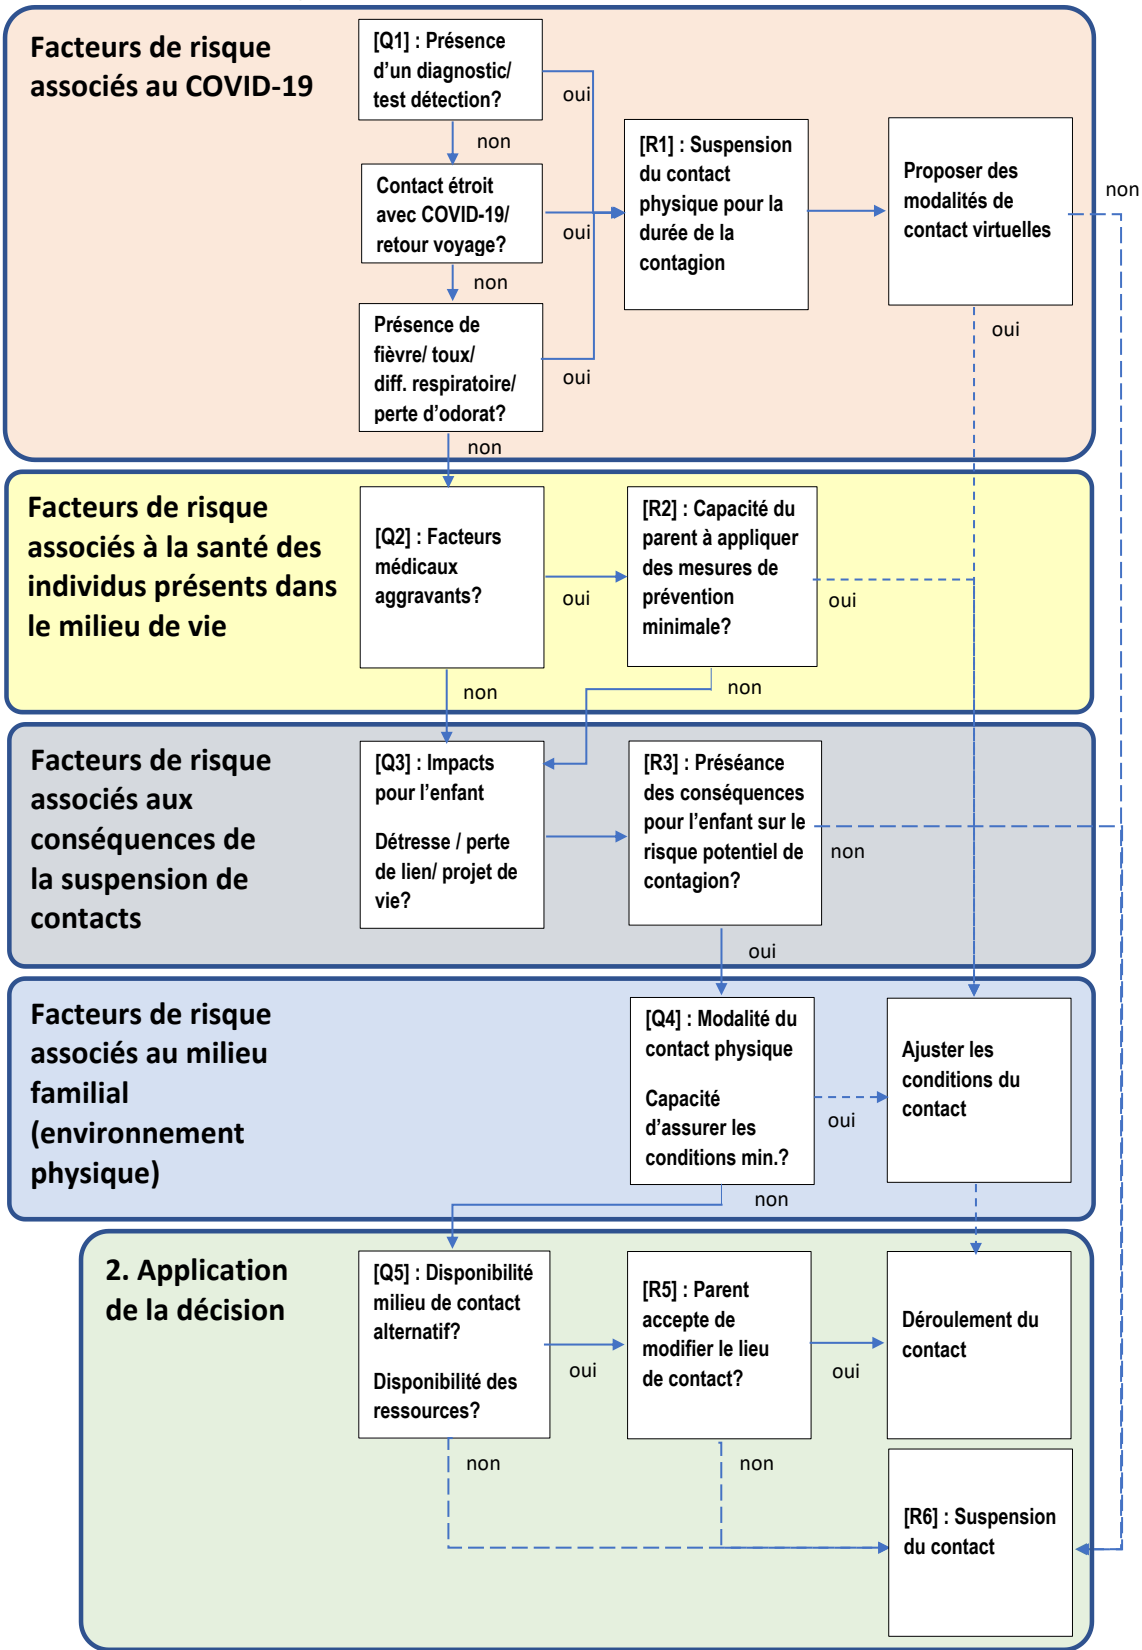 Facteurs de risque
associés au COVID-19
[Q1] : Présence
d'un diagnostic/
test détection?
oui
non
Contact étroit
avec COVID-19/
retour voyage?
oui
non
Présence de
fièvre/ toux/
diff. respiratoire/
perte d'odorat?
oui
non
[R1] : Suspension
du contact
physique pour la
durée de la
contagion
Proposer des
modalités de
contact virtuelles
non
oui
Facteurs de risque
associés à la santé des
individus présents dans
le milieu de vie
[Q2] : Facteurs
médicaux
aggravants?
oui
non
[R2] : Capacité du
parent à appliquer
des mesures de
prévention
minimale?
oui
non
Facteurs de risque
associés aux
conséquences de
la suspension de
contacts
[Q3] : Impacts
pour l'enfant
Détresse / perte
de lien/ projet de
vie?
[R3] : Préséance
des conséquences
pour l'enfant sur le
risque potentiel de
contagion?
non
oui
Facteurs de risque
associés au milieu
familial
(environnement
physique)
[Q4] : Modalité du
contact physique
Capacité
d'assurer les
conditions min.?
oui
non
Ajuster les
conditions du
contact
2. Application
de la décision
[Q5] : Disponibilité
milieu de contact
alternatif?
Disponibilité des
ressources?
oui
non
[R5] : Parent
accepte de
modifier le lieu
de contact?
oui
non
Déroulement du
contact
[R6] : Suspension
du contact